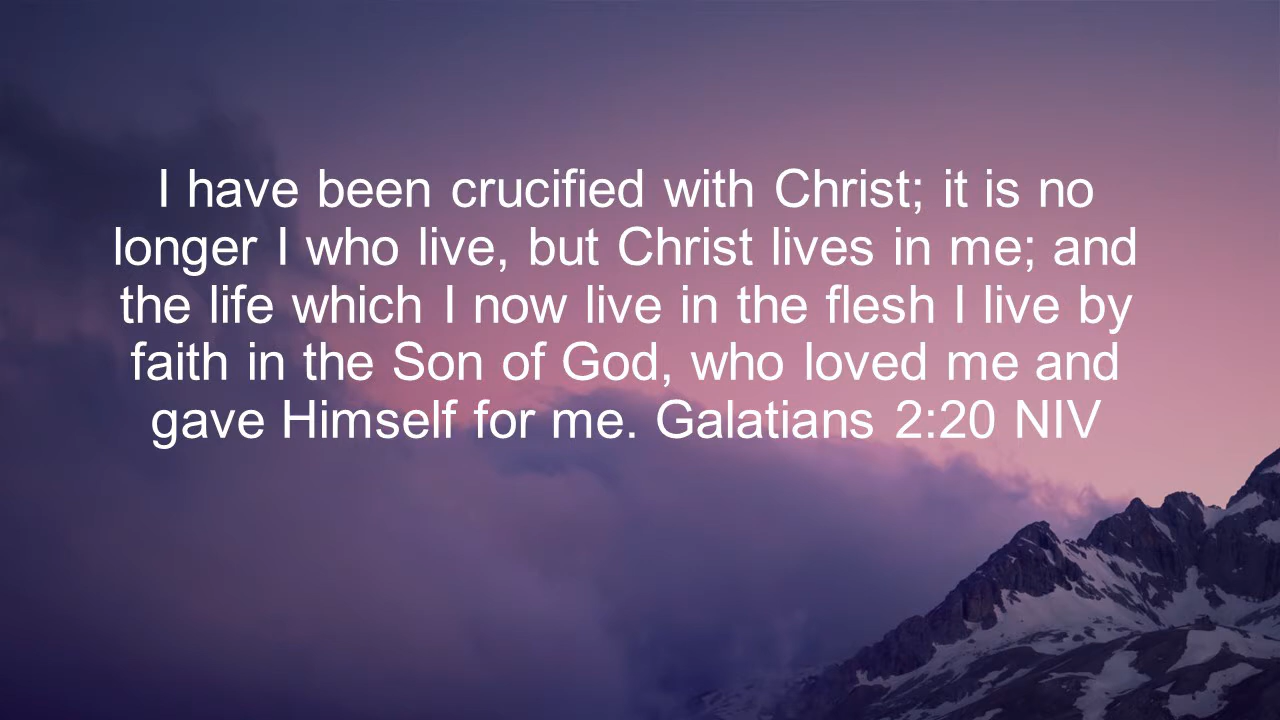 I have been crucified with Christ; it is no
longer I who live, but Christ lives in me; and
the life which I now live in the flesh I live by
faith in the Son of God, who loved me and
gave Himself for me. Galatians 2:20 NIV